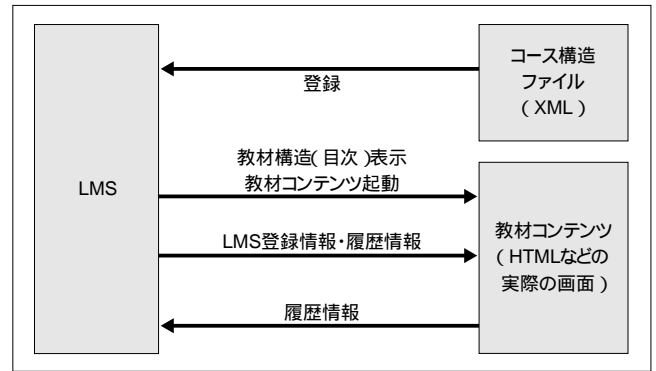 コース構造
ファイル
(XML)
登録
教材構造(目次)表示
教材コンテンツ起動
LMS
LMS登録情報・履歴情報
教材コンテンツ
(HTMLなどの
実際の画面)
履歴情報